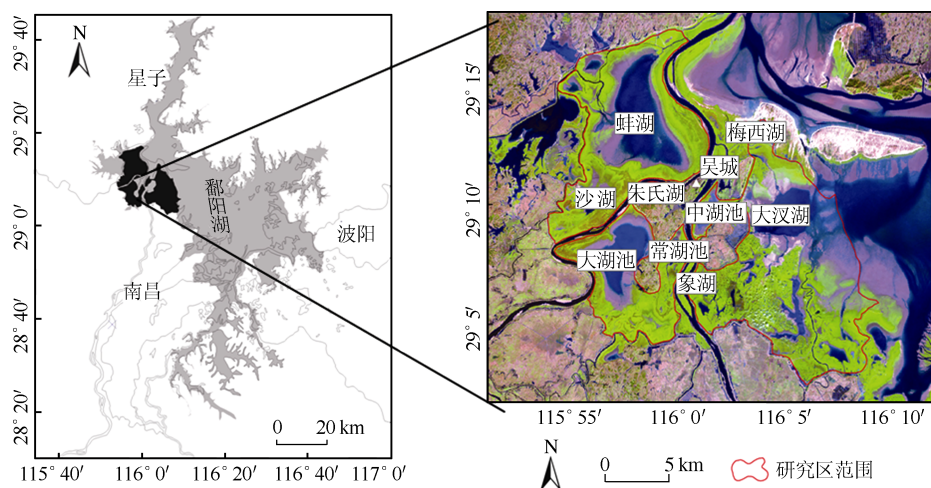 N
星子
鄱阳湖
波阳
南昌
0 20 km
29° 40′
29° 20′
29° 0′
28° 40′
28° 20′
115° 40′ 116° 0′ 116° 20′ 116° 40′ 117° 0′
29° 15′
29° 10′
29° 5′
蚌湖
梅西湖
吴城
沙湖
朱氏湖
中湖池
大汊湖
大湖池
常湖池
象湖
115° 55′ 116° 0′ 116° 5′ 116° 10′
N
0 5 km
研究区范围